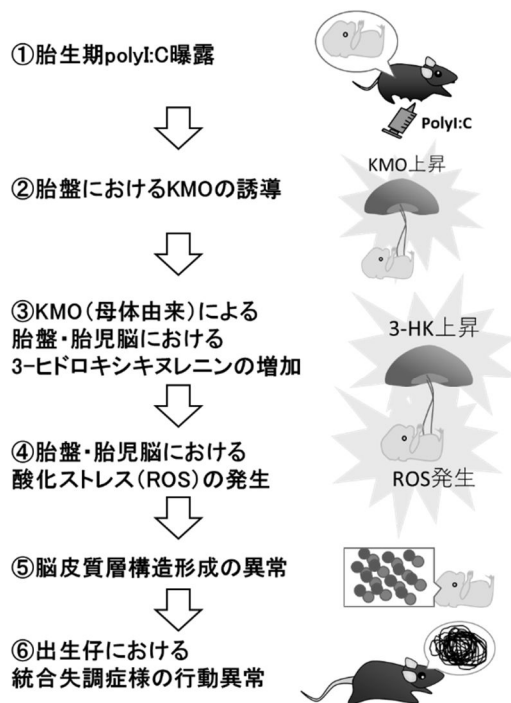 ①胎生期polyI:C曝露
PolyI:C
②胎盤におけるKMOの誘導
KMO上昇
③KMO(母体由来)による
胎盤・胎児脳における
3-ヒドロキシキヌレニンの増加
3-HK上昇
④胎盤・胎児脳における
酸化ストレス(ROS)の発生
ROS発生
⑤脳皮質層構造形成の異常
⑥出生仔における
統合失調症様の行動異常